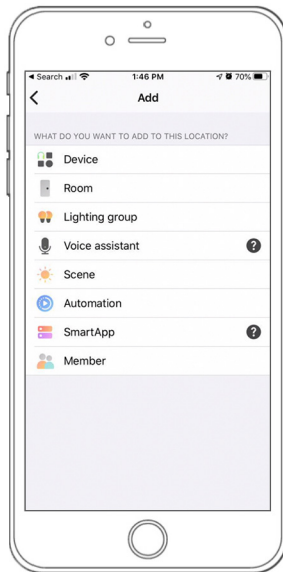 Search 1:46 PM 70%
Add
WHAT DO YOU WANT TO ADD TO THIS LOCATION?
Device
Room
Lighting group
Voice assistant ?
Scene
Automation
SmartApp ?
Member